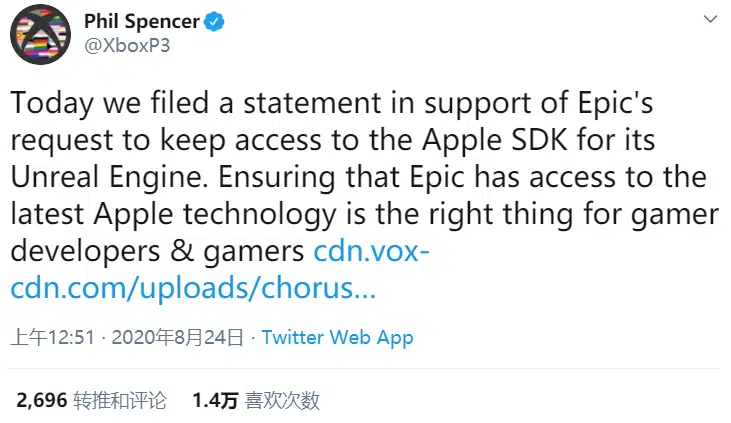 Phil Spencer
@XboxP3
Today we filed a statement in support of Epic's
request to keep access to the Apple SDK for its
Unreal Engine. Ensuring that Epic has access to the
latest Apple technology is the right thing for gamer
developers & gamers cdn.vox-
cdn.com/uploads/chorus...
上午12:51 · 2020年8月24日 · Twitter Web App
2,696 转推和评论 1.4万 喜欢次数